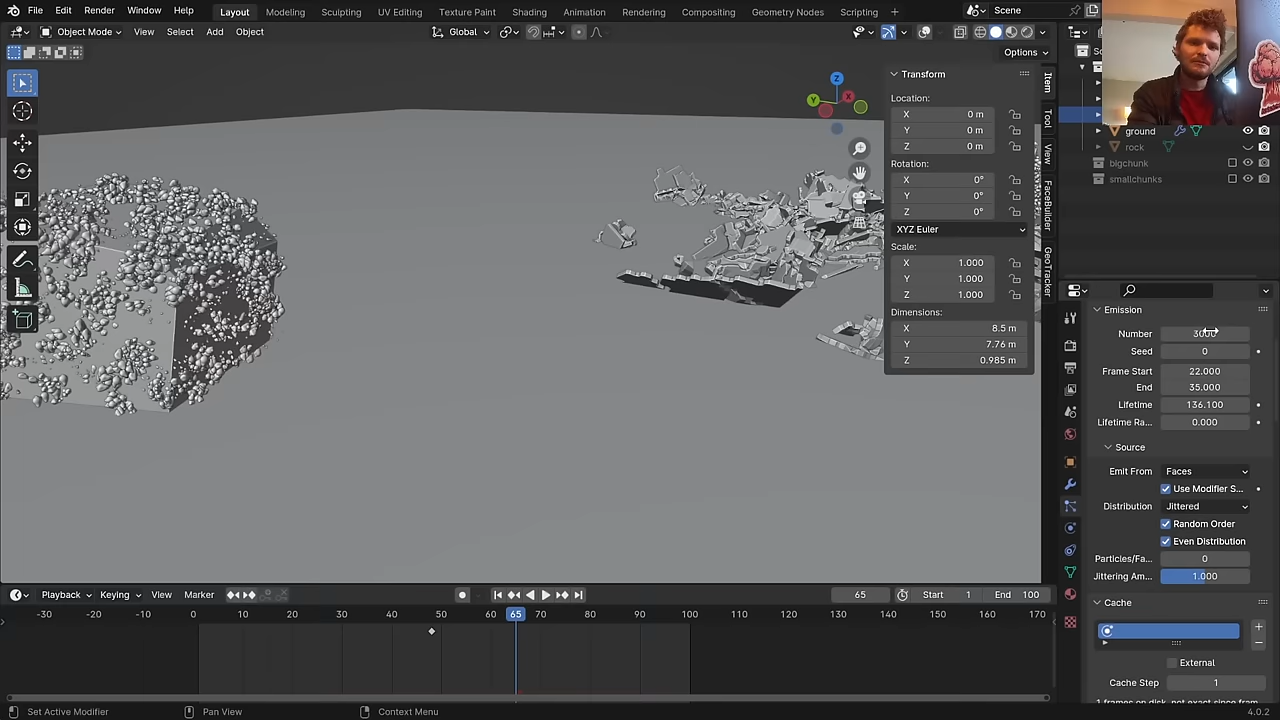 File Edit Render Window Help Layout Modeling Sculpting UV Editing Texture Paint Shading Animation Rendering Compositing Geometry Nodes Scripting + Scene
Object Mode View Select Add Object Global
Options
Transform
Location:
X 0 m
Y 0 m
Z 0 m
Rotation:
X 0°
Y 0°
Z 0°
XYZ Euler
Scale:
X 1.000
Y 1.000
Z 1.000
Dimensions:
X 8.5 m
Y 7.76 m
Z 0.985 m
Item
Tool
View
FaceBuilder
GeoTracker
Z
X
Y
ground
rock
bigchunk
smallchunks
Emission
Number 3000
Seed 0
Frame Start 22.000
End 35.000
Lifetime 136.100
Lifetime Ra... 0.000
Source
Emit From Faces
Use Modifier S...
Distribution Jittered
Random Order
Even Distribution
Particles/Fa... 0
Jittering Am... 1.000
Cache
External
Cache Step 1
Playback Keying View Marker 65 Start 1 End 100
-30 -20 -10 0 10 20 30 40 50 60 65 70 80 90 100 110 120 130 140 150 160 170
Set Active Modifier Pan View Context Menu 4.0.2